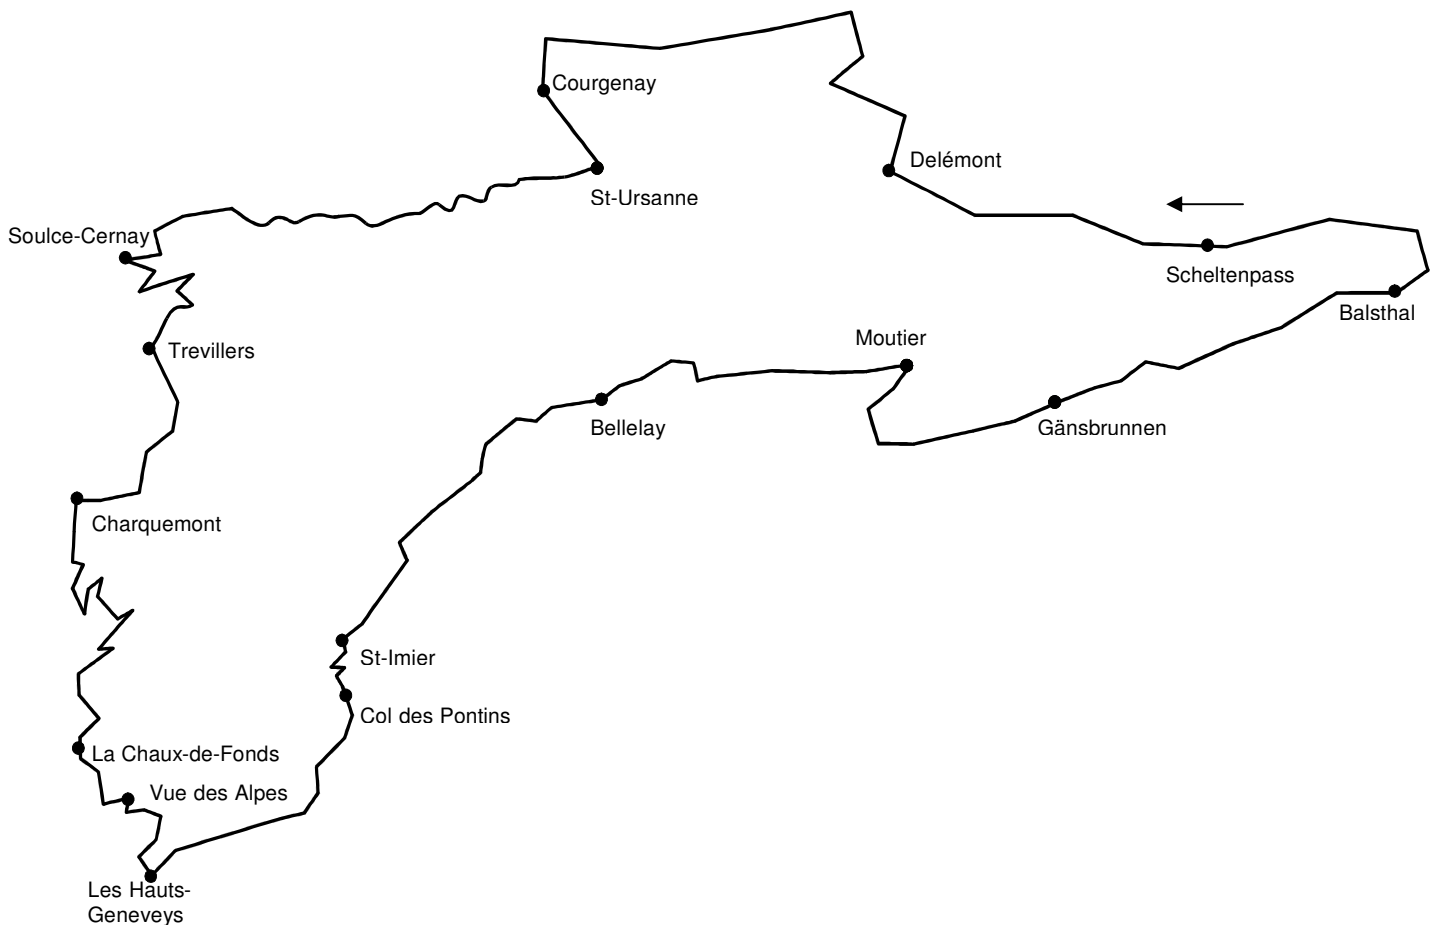 Courgenay
Delémont
St-Ursanne
Soulce-Cernay
Scheltenpass
Balsthal
Moutier
Trevillers
Bellelay
Gänsbrunnen
Charquemont
St-Imier
Col des Pontins
La Chaux-de-Fonds
Vue des Alpes
Les Hauts-
Geneveys